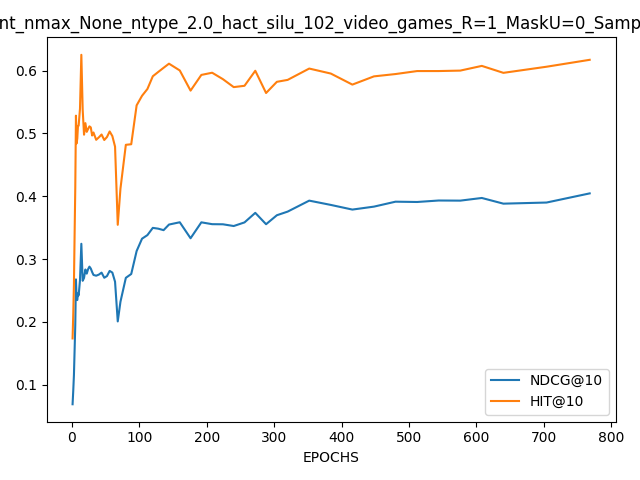 nt_nmax_None_ntype_2.0_hact_silu_102_video_games_R=1_MaskU=0_Samp
0.6
0.5
0.4
0.3
0.2
0.1
NDCG@10
HIT@10
0 100 200 300 400 500 600 700 800
EPOCHS